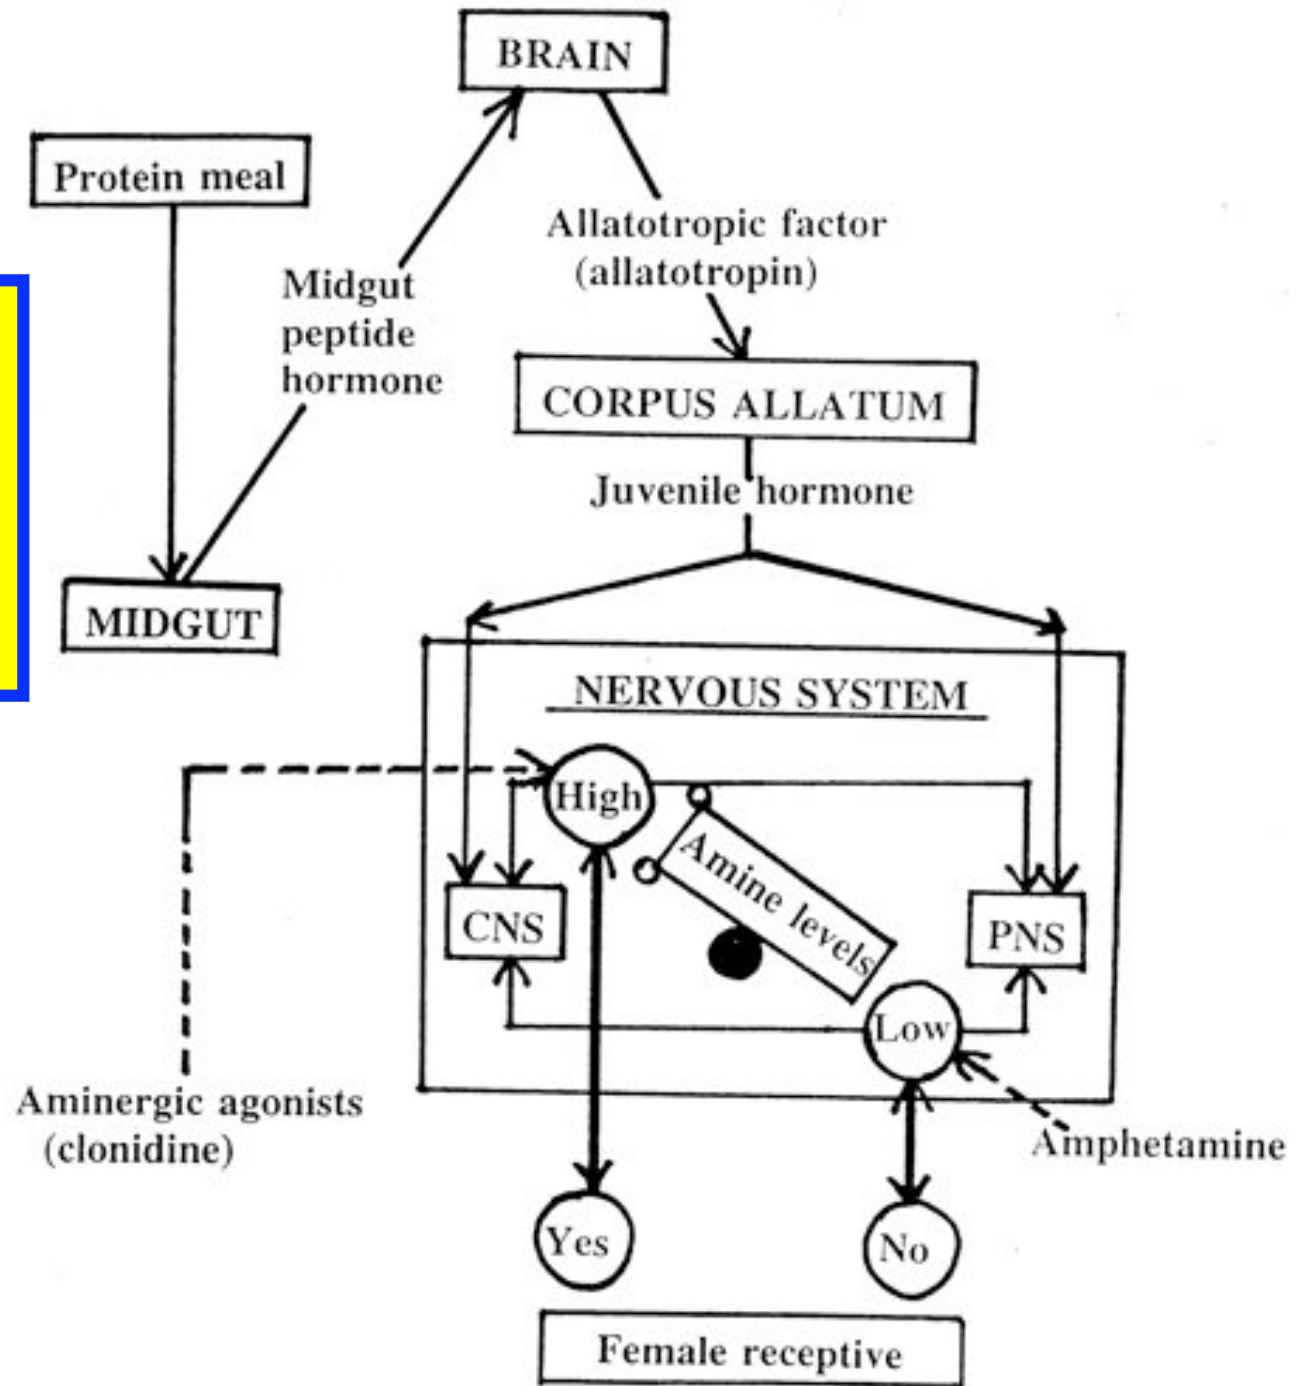 BRAIN
Protein meal
Allatotropic factor
(allatotropin)
Midgut
peptide
hormone
CORPUS ALLATUM
Juvenile hormone
MIDGUT
NERVOUS SYSTEM
High
Amine levels
CNS
PNS
Low
Aminergic agonists
(clonidine)
Amphetamine
Yes
No
Female receptive